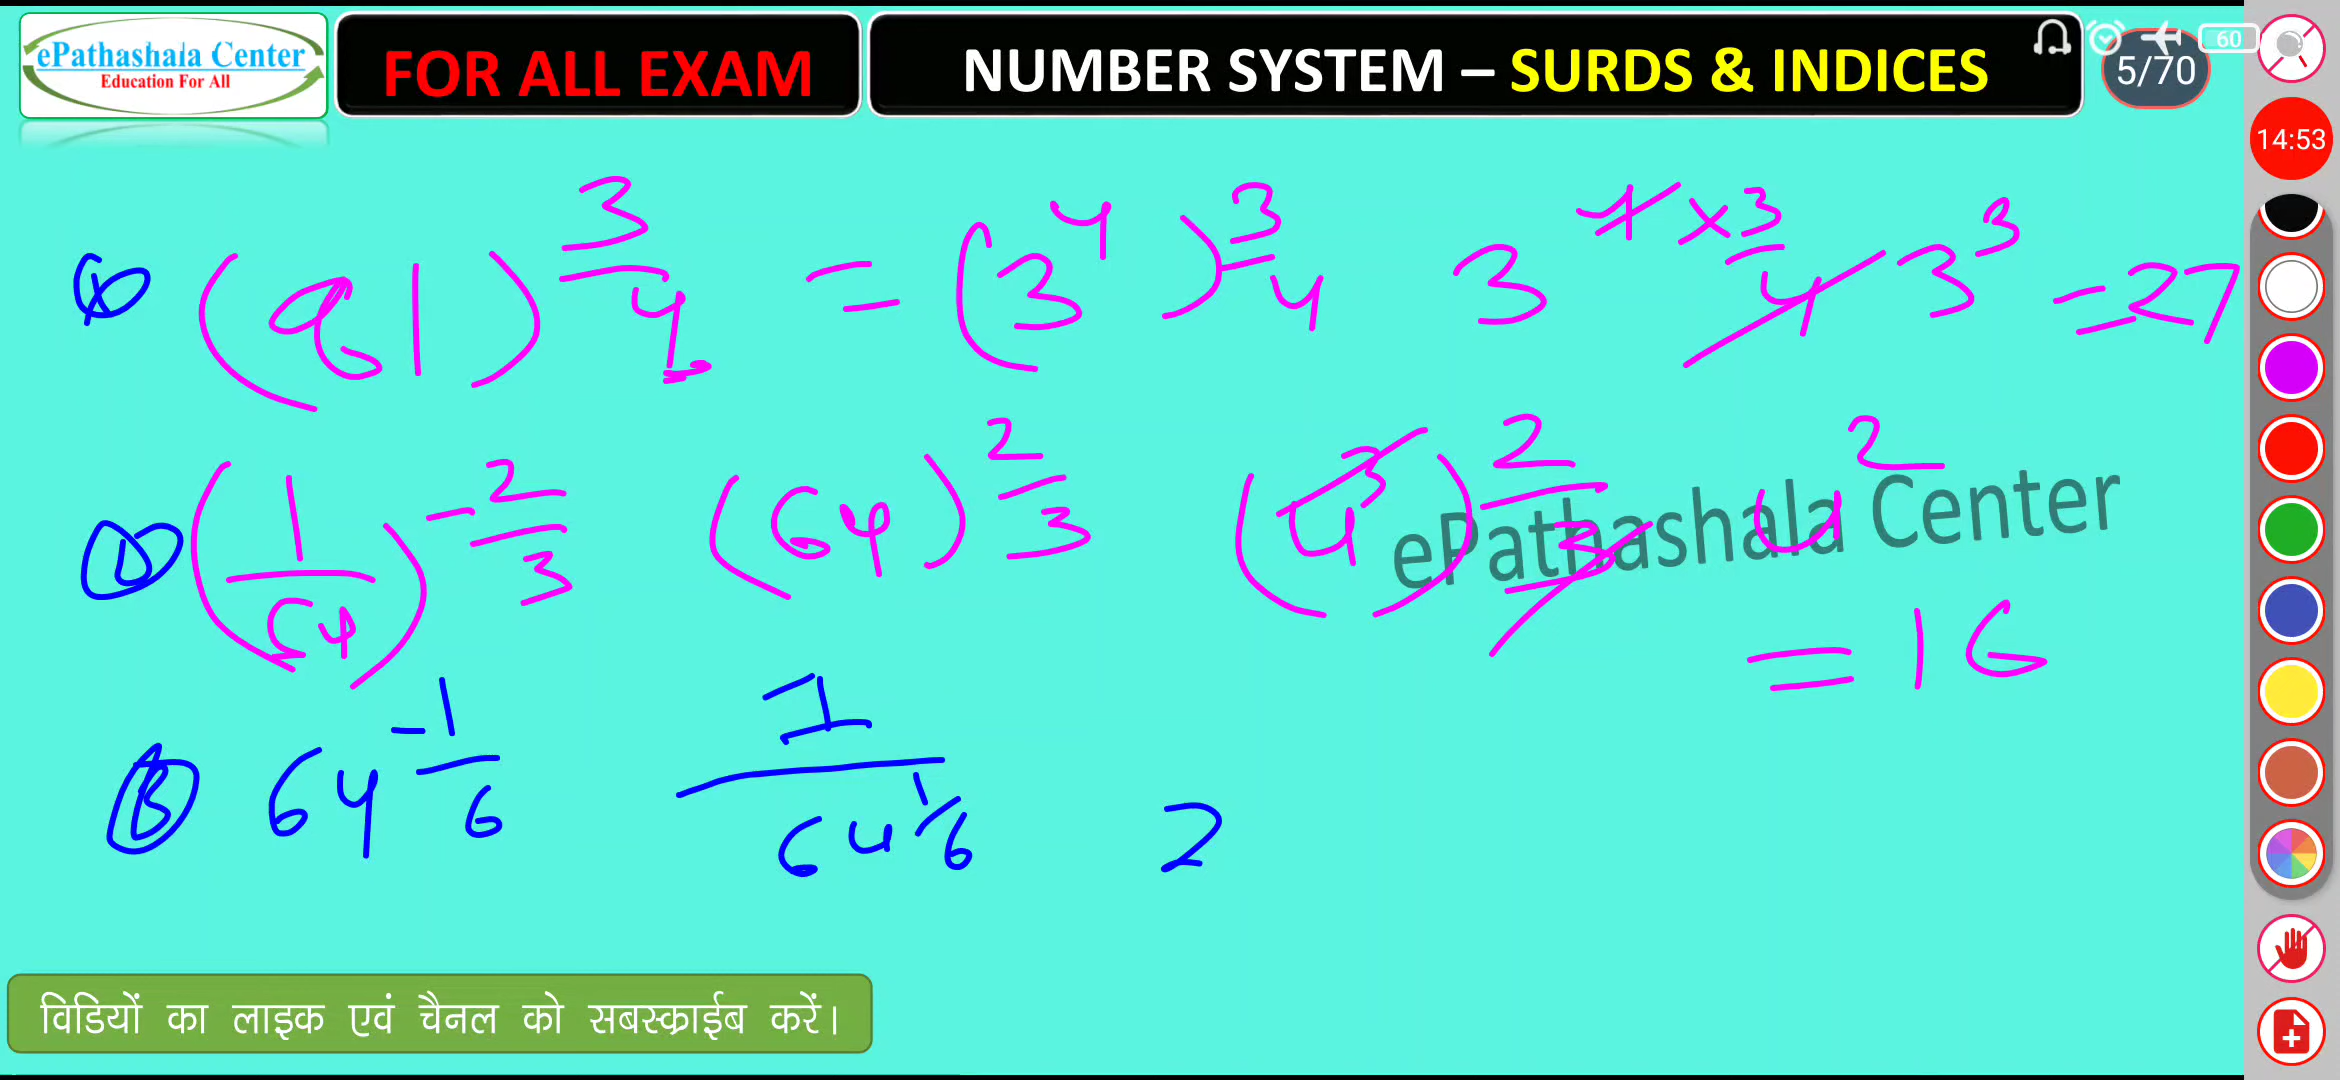 ePathashala Center
Education For All
FOR ALL EXAM
NUMBER SYSTEM – SURDS & INDICES
60
5/70
14:53
A (81)^3/4 = (3^4)^3/4 3^4×3/4 3^3 = 27
D (1/64)^-2/3 (64)^2/3 (4^3)^2/3 4^2
ePathashala Center
= 16
B 64^-1/6 1/64^1/6 2
विडियों का लाइक एवं चैनल को सबस्क्राईब करें।